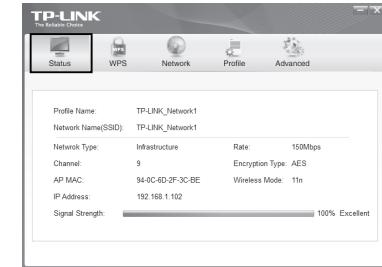 TP-LINK
The Reliable Choice
WPS
Status WPS Network Profile Advanced
Profile Name: TP-LINK_Network1
Network Name(SSID): TP-LINK_Network1
Netwrok Type: Infrastructure Rate: 150Mbps
Channel: 9 Encryption Type: AES
AP MAC: 94-0C-6D-2F-3C-BE Wireless Mode: 11n
IP Address: 192.168.1.102
Signal Strength: 100% Excellent